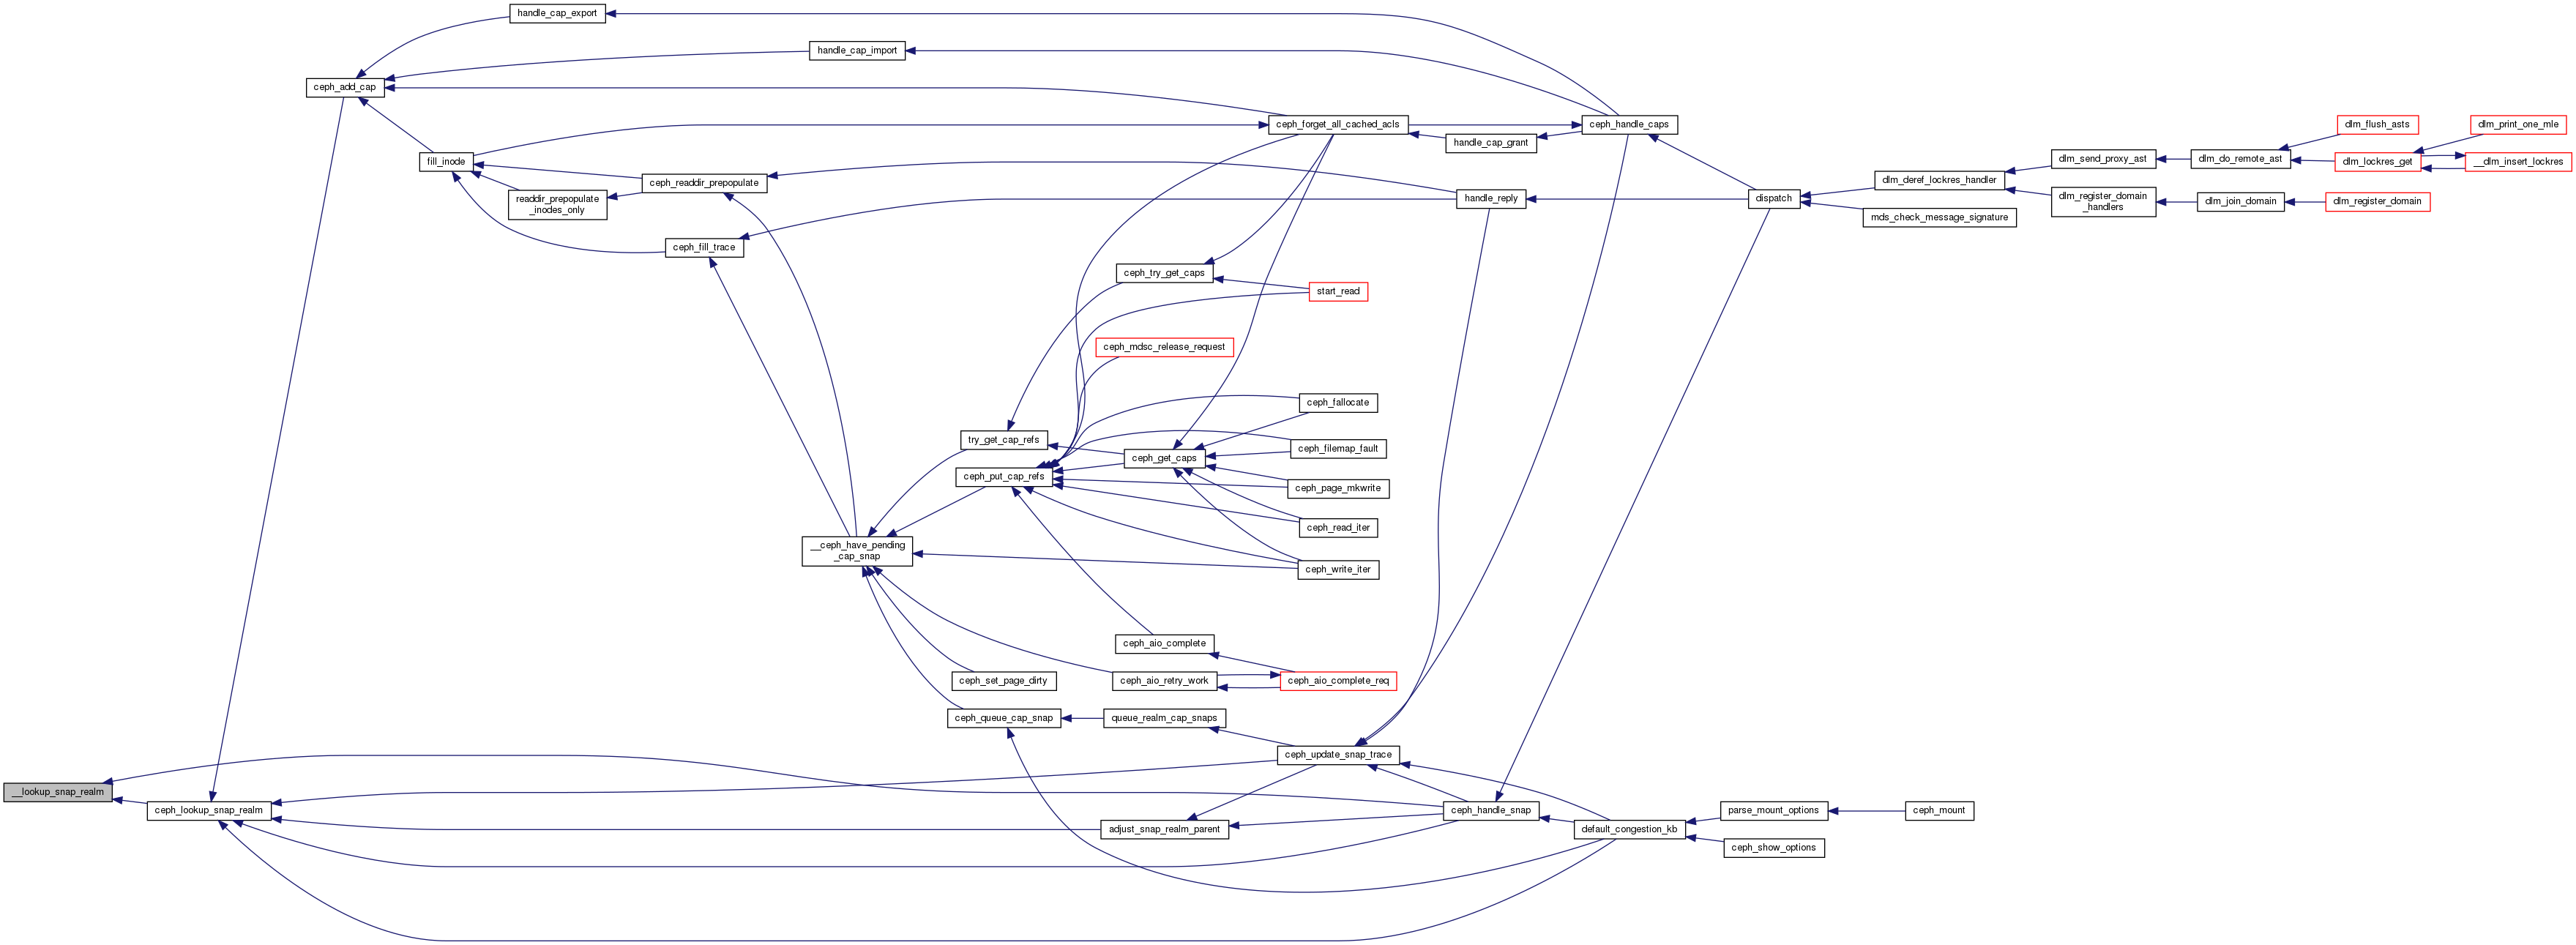 handle_cap_export
handle_cap_import
ceph_add_cap
ceph_forget_all_cached_acls
ceph_handle_caps
dlm_flush_asts
dlm_print_one_mle
handle_cap_grant
fill_inode
dlm_send_proxy_ast
dlm_do_remote_ast
dlm_lockres_get
__dlm_insert_lockres
ceph_readdir_prepopulate
dlm_deref_lockres_handler
readdir_prepopulate
_inodes_only
handle_reply
dispatch
dlm_register_domain
_handlers
dlm_join_domain
dlm_register_domain
mds_check_message_signature
ceph_fill_trace
ceph_try_get_caps
start_read
ceph_mdsc_release_request
ceph_fallocate
try_get_cap_refs
ceph_filemap_fault
ceph_get_caps
ceph_put_cap_refs
ceph_page_mkwrite
ceph_read_iter
__ceph_have_pending
_cap_snap
ceph_write_iter
ceph_aio_complete
ceph_set_page_dirty
ceph_aio_retry_work
ceph_aio_complete_req
ceph_queue_cap_snap
queue_realm_cap_snaps
ceph_update_snap_trace
__lookup_snap_realm
ceph_lookup_snap_realm
ceph_handle_snap
parse_mount_options
ceph_mount
adjust_snap_realm_parent
default_congestion_kb
ceph_show_options